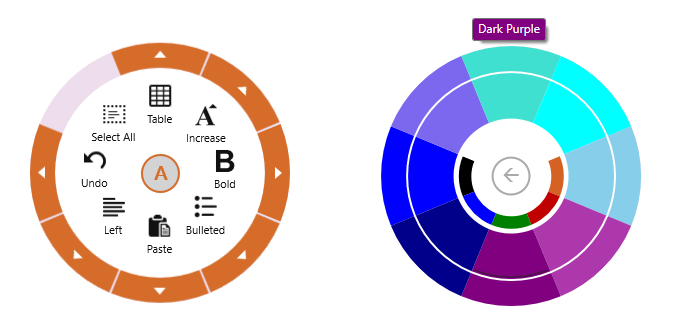 Dark Purple
Table
Select All
Increase
A
Undo
B
Bold
Left
Bulleted
Paste